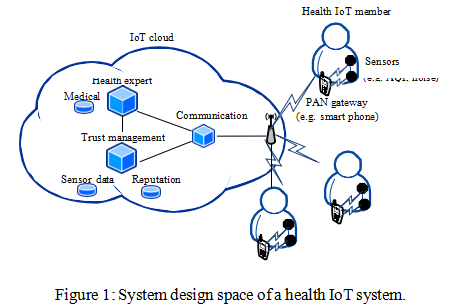 Health IoT member
IoT cloud
Sensors
(e.g. AQI, noise)
Health expert
Medical
PAN gateway
(e.g. smart phone)
Communication
Trust management
Sensor data
Reputation
Figure 1: System design space of a health IoT system.